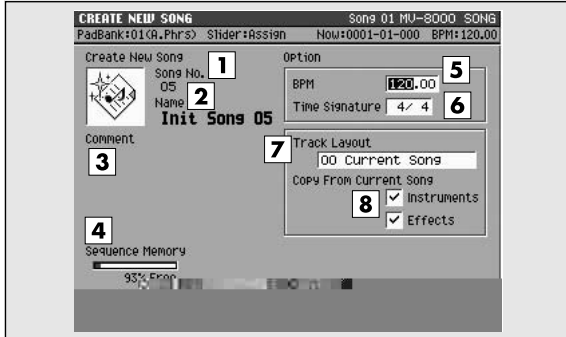 CREATE NEW SONG Song 01 MV-8000 SONG
PadBank:01(A.Phrs) Slider:Assign Now:0001-01-000 BPM:120.00
Create New Song
Song No. 1
05
Name 2
Init Song 05
Comment
3
4
Sequence Memory
93% Free
Option
BPM 120.00 5
Time Signature 4/ 4 6
7 Track Layout
00 Current Song
Copy From Current Song
8 Instruments
Effects